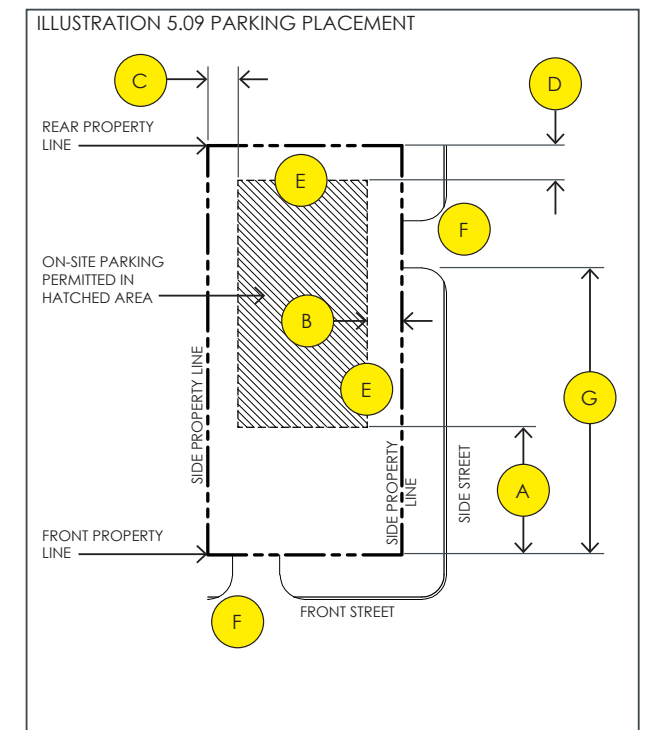 ILLUSTRATION 5.09 PARKING PLACEMENT
C
D
REAR PROPERTY
LINE
E
F
ON-SITE PARKING
PERMITTED IN
HATCHED AREA
B
SIDE PROPERTY LINE
E
G
SIDE PROPERTY
LINE
SIDE STREET
A
FRONT PROPERTY
LINE
F
FRONT STREET